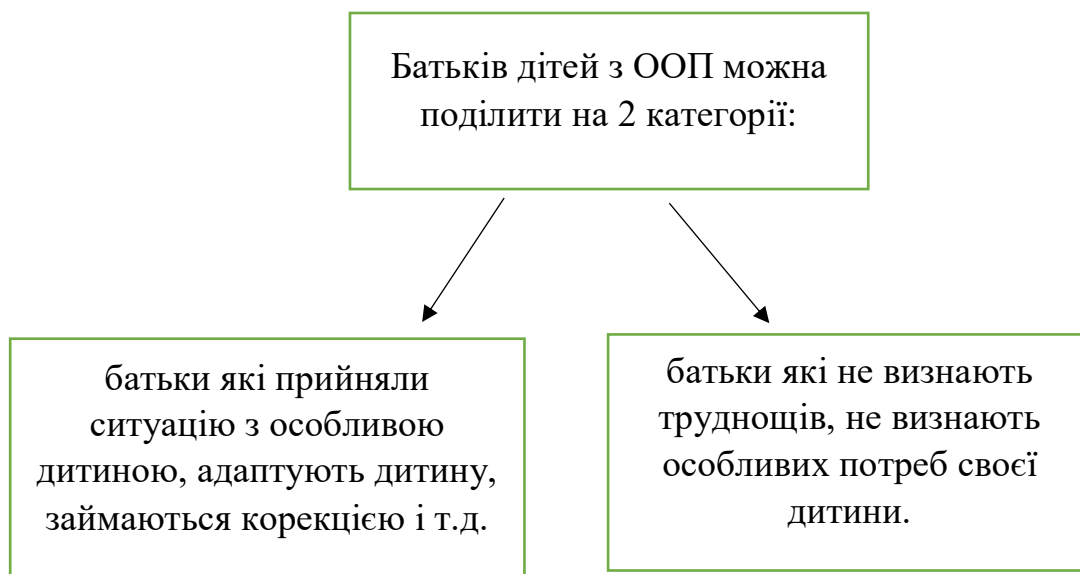 Батьків дітей з ООП можна
поділити на 2 категорії:
батьки які прийняли
ситуацію з особливою
дитиною, адаптують дитину,
займаються корекцією і т.д.
батьки які не визнають
труднощів, не визнають
особливих потреб своєї
дитини.